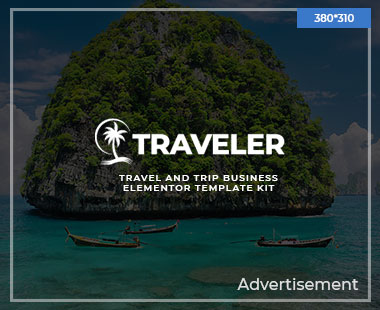 380*310
TRAVELER
TRAVEL AND TRIP BUSINESS
ELEMENTOR TEMPLATE KIT
Advertisement